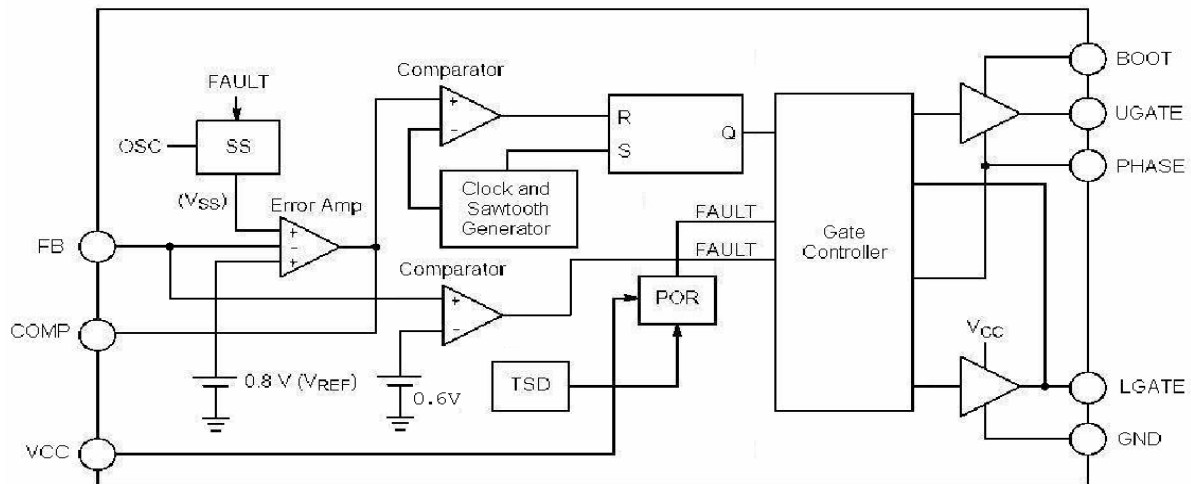 BOOT
Comparator
FAULT
UGATE
R
Q
OSC
SS
S
PHASE
Clock and
Sawtooth
Generator
(VSS)
Error Amp
FAULT
Gate
Controller
FB
FAULT
Comparator
POR
COMP
VCC
0.8 V (VREF)
TSD
0.6V
LGATE
GND
VCC
+
-
+
-
+
+
-